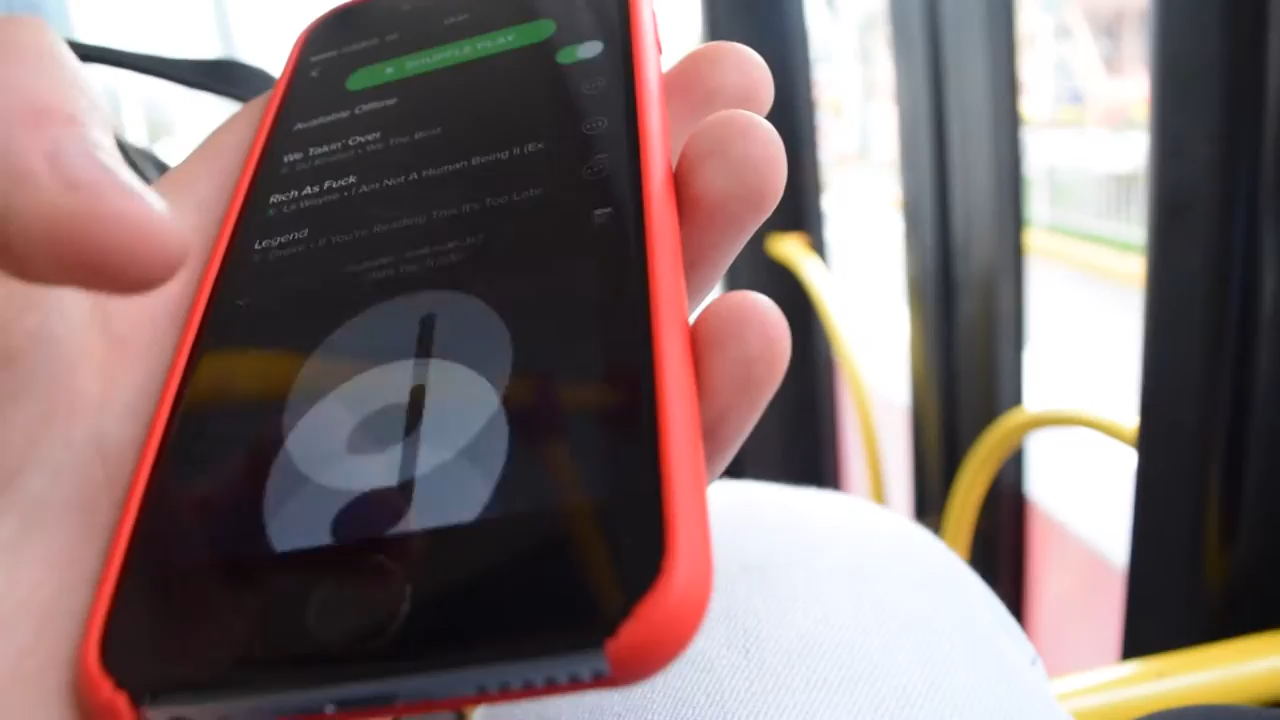 SHUFFLE PLAY
Available Offline
We Takin' Over
DJ Khaled • We The Best
Rich As Fuck
Lil Wayne • I Am Not A Human Being II (Ex
Legend
Drake • If You're Reading This It's Too Late